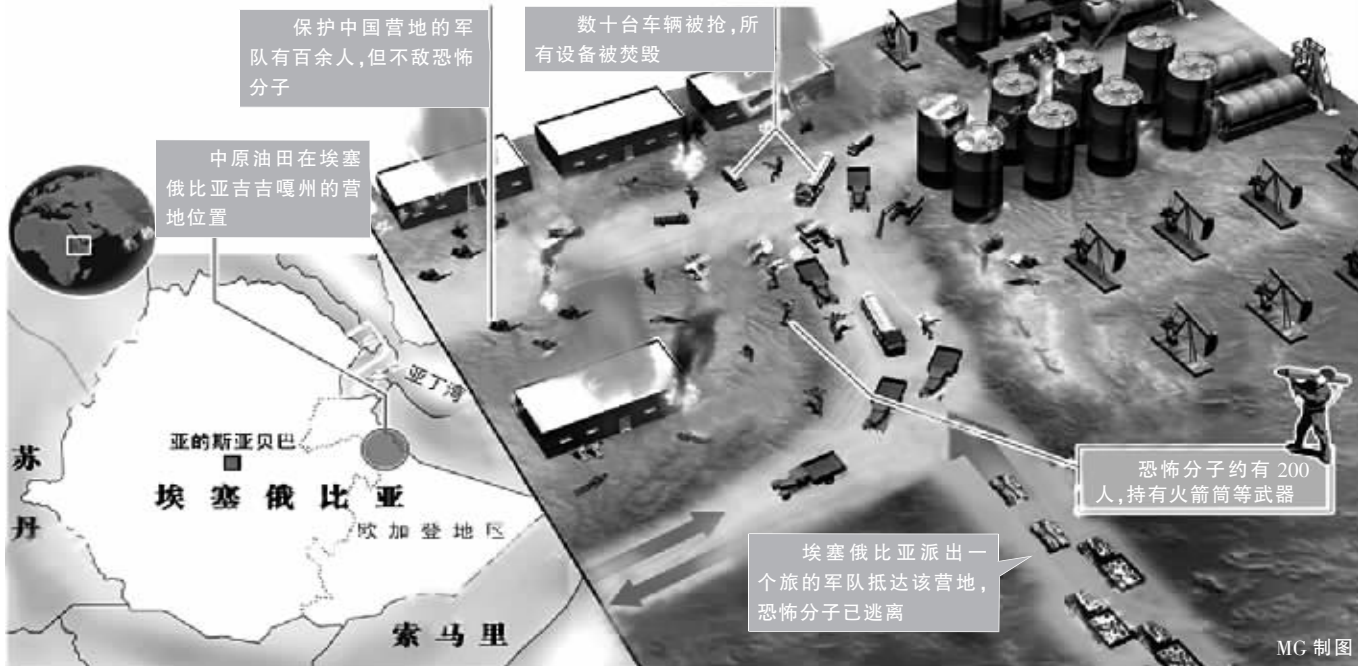 保护中国营地的军
队有百余人,但不敌恐怖
分子
数十台车辆被抢,所
有设备被焚毁
中原油田在埃塞
俄比亚吉吉嘎州的营
地位置
亚丁湾
亚的斯亚贝巴
埃塞俄比亚
欧加登地区
苏丹
索马里
恐怖分子约有 200
人,持有火箭筒等武器
埃塞俄比亚派出一
个旅的军队抵达该营地,
恐怖分子已逃离
MG 制图